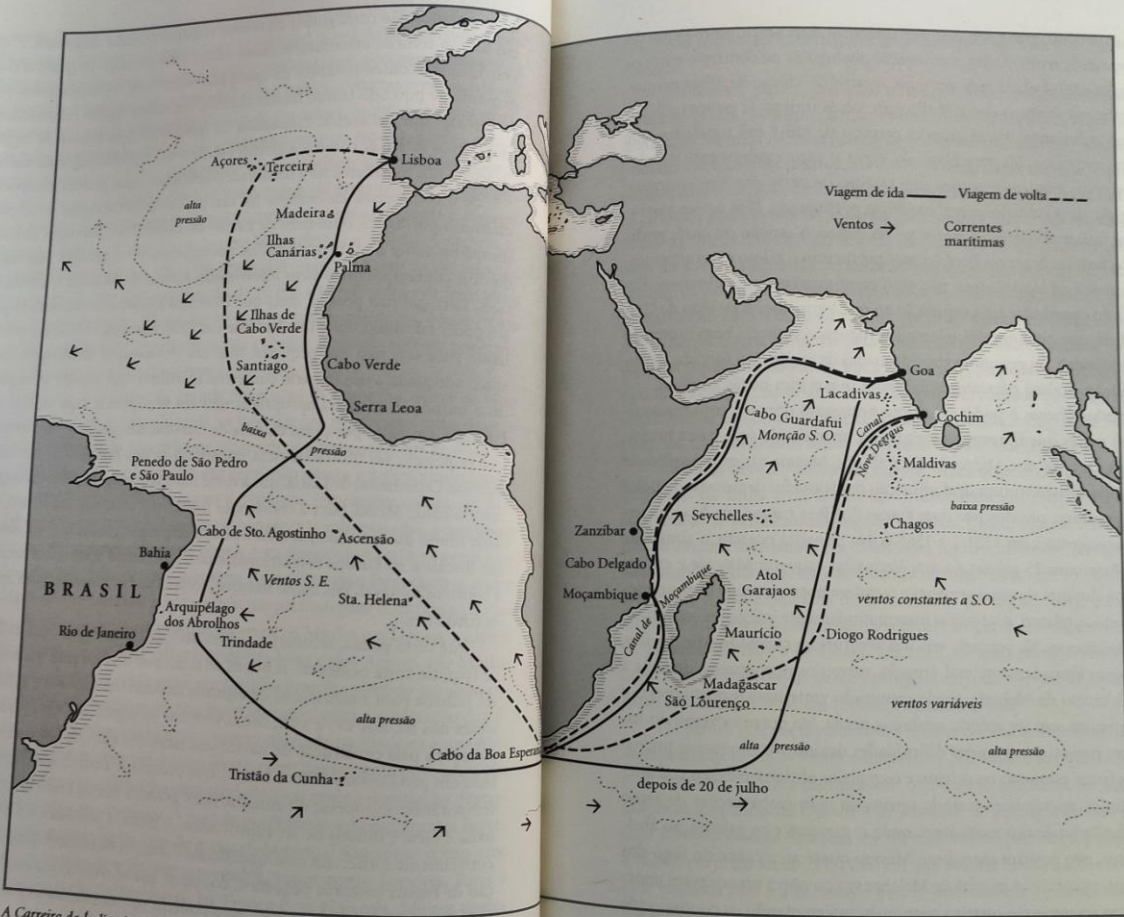 Açores
Terceira
Lisboa
alta
pressão
Madeira
Ilhas
Canárias
Palma
Ilhas de
Cabo Verde
Santiago
Cabo Verde
Serra Leoa
baixa
pressão
Penedo de São Pedro
e São Paulo
Cabo de Sto. Agostinho
Ascensão
Bahia
BRASIL
Ventos S. E.
Sta. Helena
Arquipélago
dos Abrolhos
Rio de Janeiro
Trindade
alta pressão
Cabo da Boa Esperan
Tristão da Cunha
A Carreira da
Viagem de ida
Viagem de volta
Ventos
Correntes
marítimas
Goa
Lacadivas
Cabo Guardafui
Monção S. O.
Canal
Nove Degraus
Cochim
Maldivas
baixa pressão
Seychelles
Chagos
Zanzibar
Cabo Delgado
Moçambique
Canal de
Moçambique
Atol
Garajaos
ventos constantes a S.O.
Maurício
Diogo Rodrigues
Madagascar
São Lourenço
ventos variáveis
alta pressão
alta pressão
depois de 20 de julho